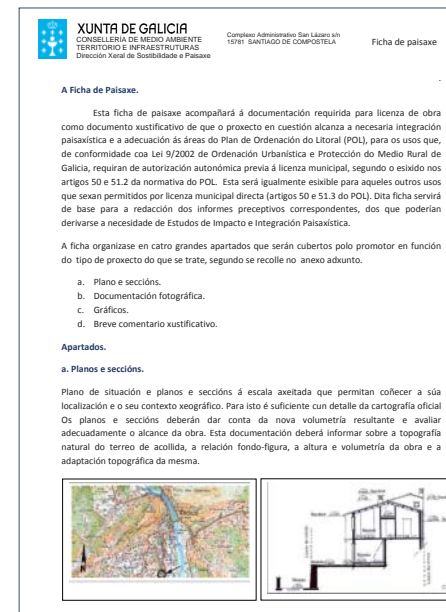 XUNTA DE GALICIA
CONSELLERÍA DE MEDIO AMBIENTE
TERRITORIO E INFRAESTRUTURAS
Dirección Xeral de Sostibilidade e Paisaxe
Complexo Administrativo San Lázaro s/n
15781 SANTIAGO DE COMPOSTELA
Ficha de paisaxe
A Ficha de Paisaxe.
Esta ficha de paisaxe acompañará á documentación requirida para licenza de obra
como documento xustificativo de que o proxecto en cuestión alcanza a necesaria integración
paisaxística e a adecuación ás áreas do Plan de Ordenación do Litoral (POL), para os usos que,
de conformidade coa Lei 9/2002 de Ordenación Urbanística e Protección do Medio Rural de
Galicia, requiran de autorización autonómica previa á licenza municipal, segundo o esixido nos
artigos 50 e 51.2 da normativa do POL. Esta será igualmente esixible para aqueles outros usos
que sexan permitidos por licenza municipal directa (artigos 50 e 51.3 do POL). Dita ficha servirá
de base para a redacción dos informes preceptivos correspondentes, dos que poderían
derivarse a necesidade de Estudos de Impacto e Integración Paisaxística.
A ficha organizase en catro grandes apartados que serán cubertos polo promotor en función
do tipo de proxecto do que se trate, segundo se recolle no anexo adxunto.
a. Plano e seccións.
b. Documentación fotográfica.
c. Gráficos.
d. Breve comentario xustificativo.
Apartados.
a. Planos e seccións.
Plano de situación e planos e seccións á escala axeitada que permitan coñecer a súa
localización e o seu contexto xeográfico. Para isto é suficiente cun detalle da cartografía oficial
Os planos e seccións deberán dar conta da nova volumetría resultante e avaliar
adecuadamente o alcance da obra. Esta documentación deberá informar sobre a topografía
natural do terreo de acollida, a relación fondo-figura, a altura e volumetría da obra e a
adaptación topográfica da mesma.